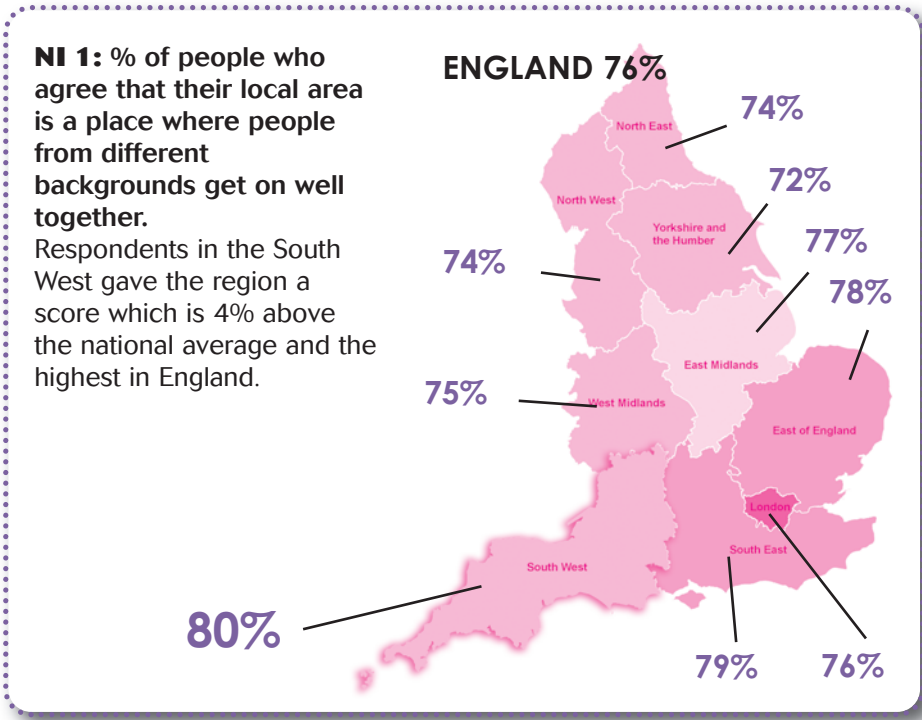 NI 1: % of people who
agree that their local area
is a place where people
from different
backgrounds get on well
together.
Respondents in the South
West gave the region a
score which is 4% above
the national average and the
highest in England.
ENGLAND 76%
74%
North East
72%
North West
Yorkshire and
the Humber
77%
74%
78%
East Midlands
75%
West Midlands
East of England
London
South East
South West
80%
79%
76%